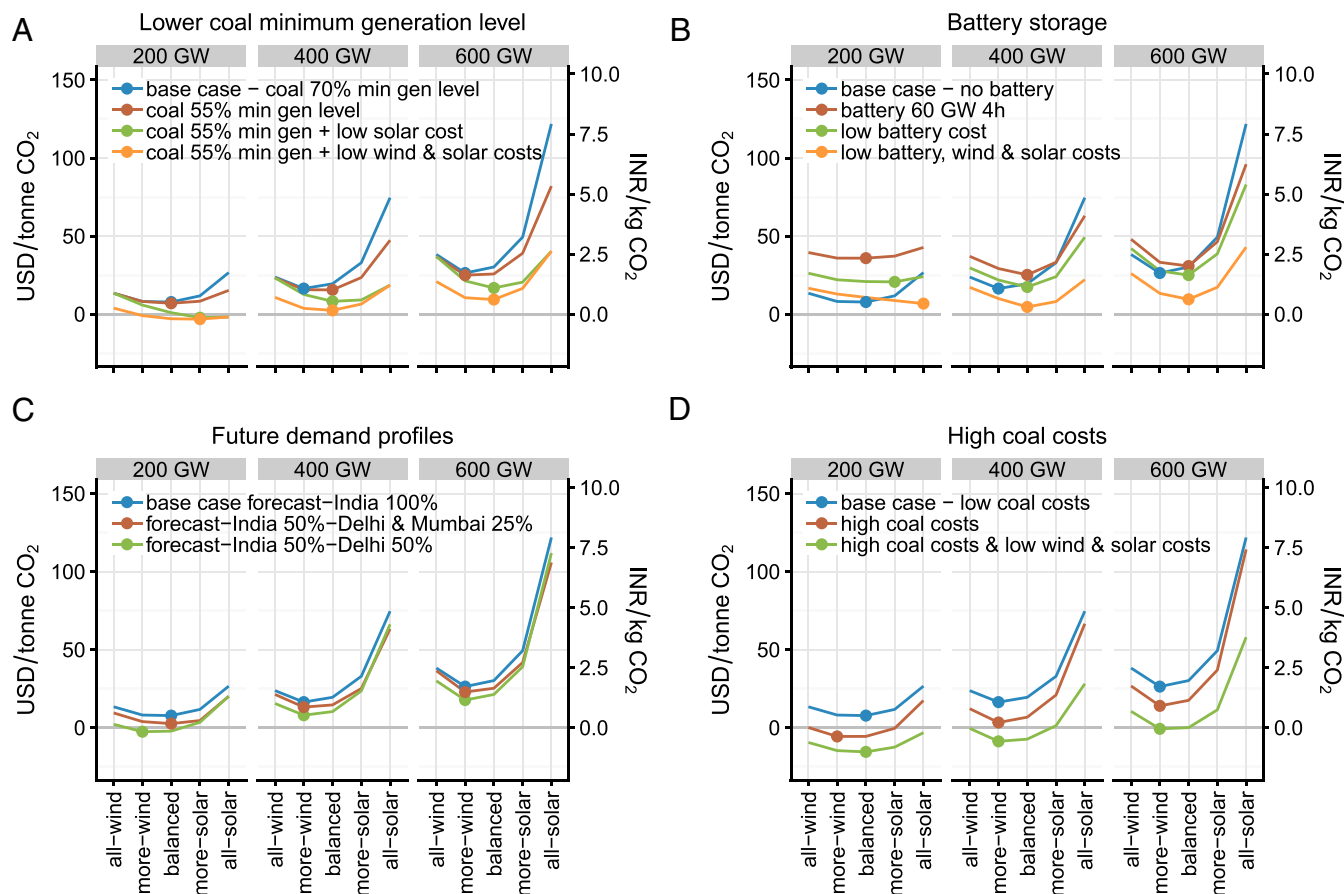 A
Lower coal minimum generation level
200 GW 400 GW 600 GW
150
100
50
0
USD/tonne CO2
10.0
7.5
5.0
2.5
0.0
INR/kg CO2
base case − coal 70% min gen level
coal 55% min gen level
coal 55% min gen + low solar cost
coal 55% min gen + low wind & solar costs
B
Battery storage
200 GW 400 GW 600 GW
150
100
50
0
USD/tonne CO2
10.0
7.5
5.0
2.5
0.0
INR/kg CO2
base case − no battery
battery 60 GW 4h
low battery cost
low battery, wind & solar costs
C
Future demand profiles
200 GW 400 GW 600 GW
150
100
50
0
USD/tonne CO2
10.0
7.5
5.0
2.5
0.0
INR/kg CO2
base case forecast−India 100%
forecast−India 50%−Delhi & Mumbai 25%
forecast−India 50%−Delhi 50%
all−wind more−wind balanced more−solar all−solar
all−wind more−wind balanced more−solar all−solar
all−wind more−wind balanced more−solar all−solar
D
High coal costs
200 GW 400 GW 600 GW
150
100
50
0
USD/tonne CO2
10.0
7.5
5.0
2.5
0.0
INR/kg CO2
base case − low coal costs
high coal costs
high coal costs & low wind & solar costs
all−wind more−wind balanced more−solar all−solar
all−wind more−wind balanced more−solar all−solar
all−wind more−wind balanced more−solar all−solar